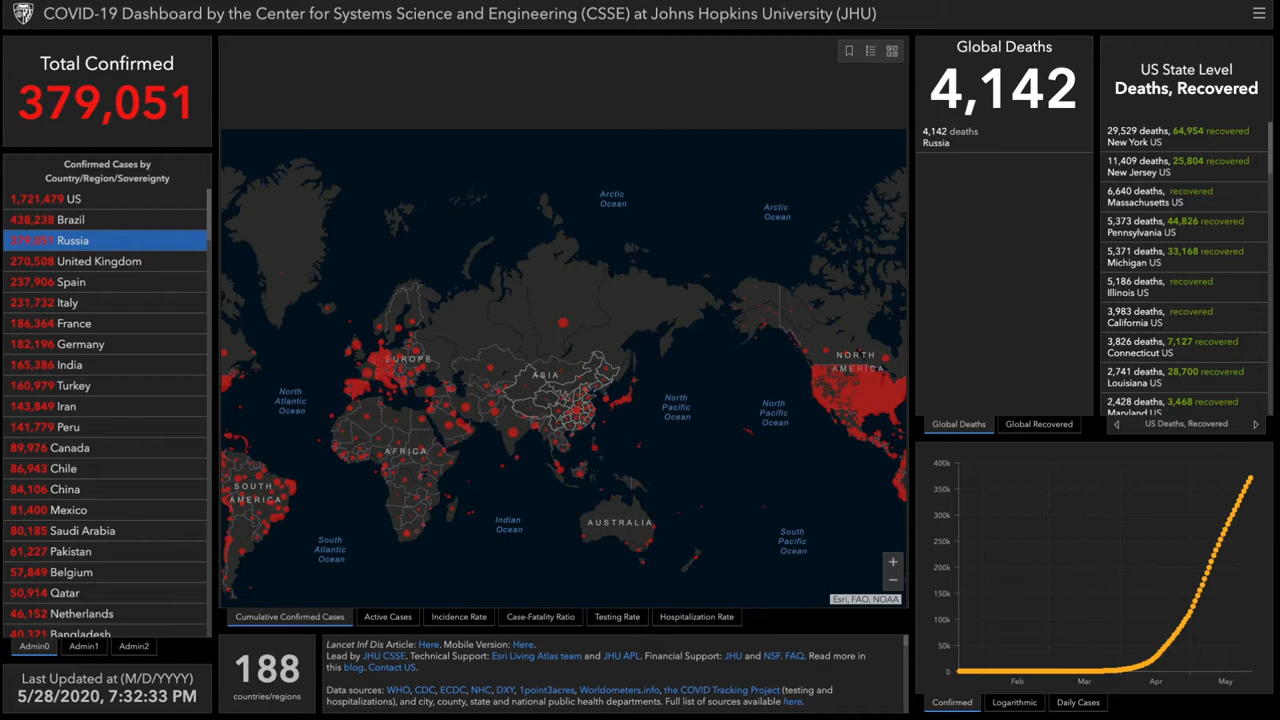 COVID-19 Dashboard by the Center for Systems Science and Engineering (CSSE) at Johns Hopkins University (JHU)
Total Confirmed
379,051
Confirmed Cases by
Country/Region/Sovereignty
1,721,479 US
438,238 Brazil
379,051 Russia
270,508 United Kingdom
237,906 Spain
231,732 Italy
186,364 France
182,196 Germany
165,386 India
160,979 Turkey
143,849 Iran
141,779 Peru
89,976 Canada
86,943 Chile
84,106 China
81,400 Mexico
80,185 Saudi Arabia
61,227 Pakistan
57,849 Belgium
50,914 Qatar
46,152 Netherlands
40,321 Bangladesh
Admin0 Admin1 Admin2
Last Updated at (M/D/YYYY)
5/28/2020, 7:32:33 PM
Arctic
Ocean
Arctic
Ocean
EUROPE
ASIA
NORTH
AMERICA
North
Atlantic
Ocean
North
Pacific
Ocean
North
Pacific
Ocean
AFRICA
SOUTH
AMERICA
AUSTRALIA
Indian
Ocean
South
Atlantic
Ocean
South
Pacific
Ocean
+
−
Esri, FAO, NOAA
Cumulative Confirmed Cases Active Cases Incidence Rate Case-Fatality Ratio Testing Rate Hospitalization Rate
188
countries/regions
Lancet Inf Dis Article: Here. Mobile Version: Here.
Lead by JHU CSSE. Technical Support: Esri Living Atlas team and JHU APL. Financial Support: JHU and NSF. FAQ. Read more in
this blog. Contact US.
Data sources: WHO, CDC, ECDC, NHC, DXY, 1point3acres, Worldometers.info, the COVID Tracking Project (testing and
hospitalizations), and city, county, state and national public health departments. Full list of sources available here.
Global Deaths
4,142
4,142 deaths
Russia
Global Deaths Global Recovered
US State Level
Deaths, Recovered
29,529 deaths, 64,954 recovered
New York US
11,409 deaths, 25,804 recovered
New Jersey US
6,640 deaths, recovered
Massachusetts US
5,373 deaths, 44,826 recovered
Pennsylvania US
5,371 deaths, 33,168 recovered
Michigan US
5,186 deaths, recovered
Illinois US
3,983 deaths, recovered
California US
3,826 deaths, 7,127 recovered
Connecticut US
2,741 deaths, 28,700 recovered
Louisiana US
2,428 deaths, 3,468 recovered
Maryland US
US Deaths, Recovered
400k
350k
300k
250k
200k
150k
100k
50k
0
Feb Mar Apr May
Confirmed Logarithmic Daily Cases